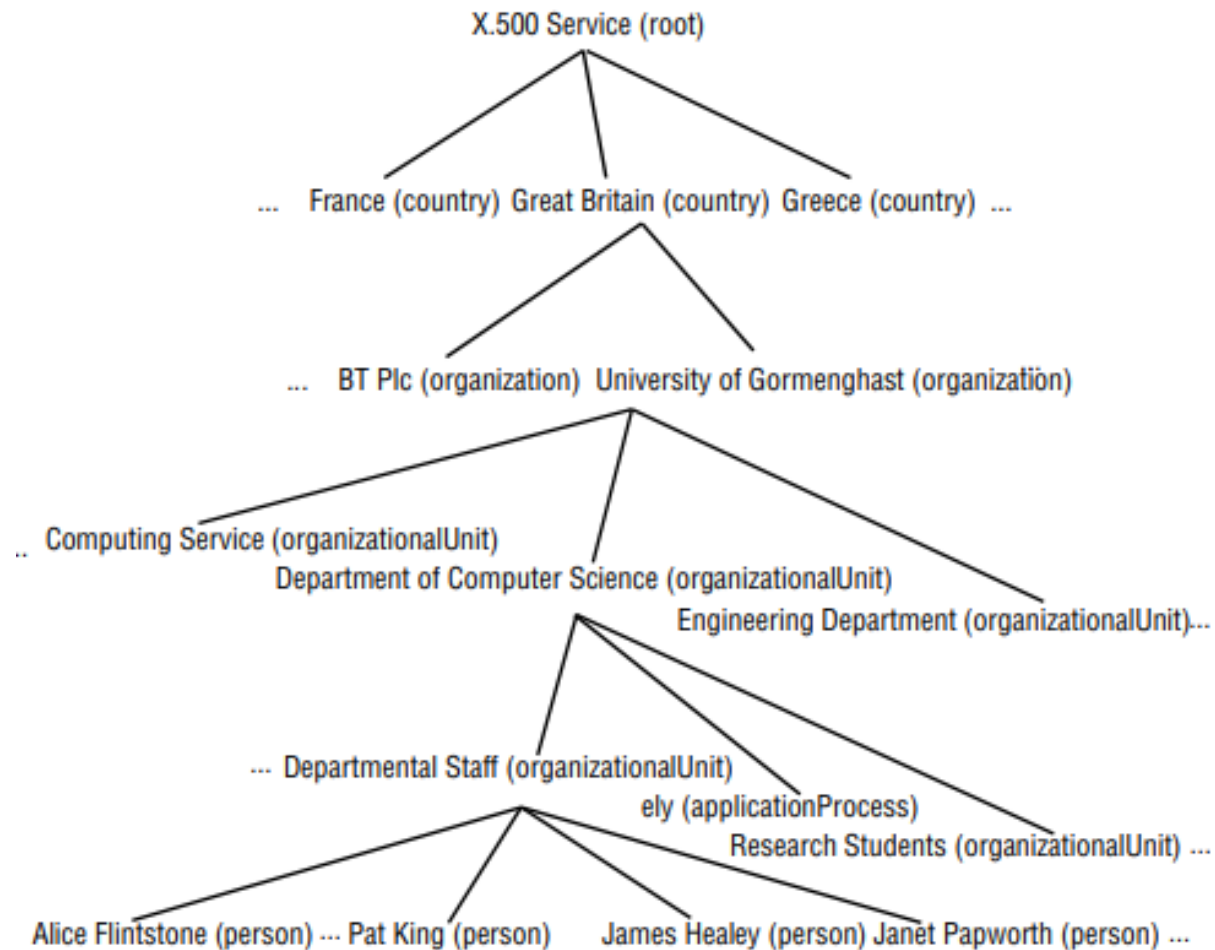 X.500 Service (root)
... France (country) Great Britain (country) Greece (country) ...
... BT Plc (organization) University of Gormenghast (organization)
.. Computing Service (organizationalUnit)
Department of Computer Science (organizationalUnit)
Engineering Department (organizationalUnit)...
... Departmental Staff (organizationalUnit)
ely (applicationProcess)
Research Students (organizationalUnit) ...
Alice Flintstone (person) ... Pat King (person) James Healey (person) Janet Papworth (person) ...